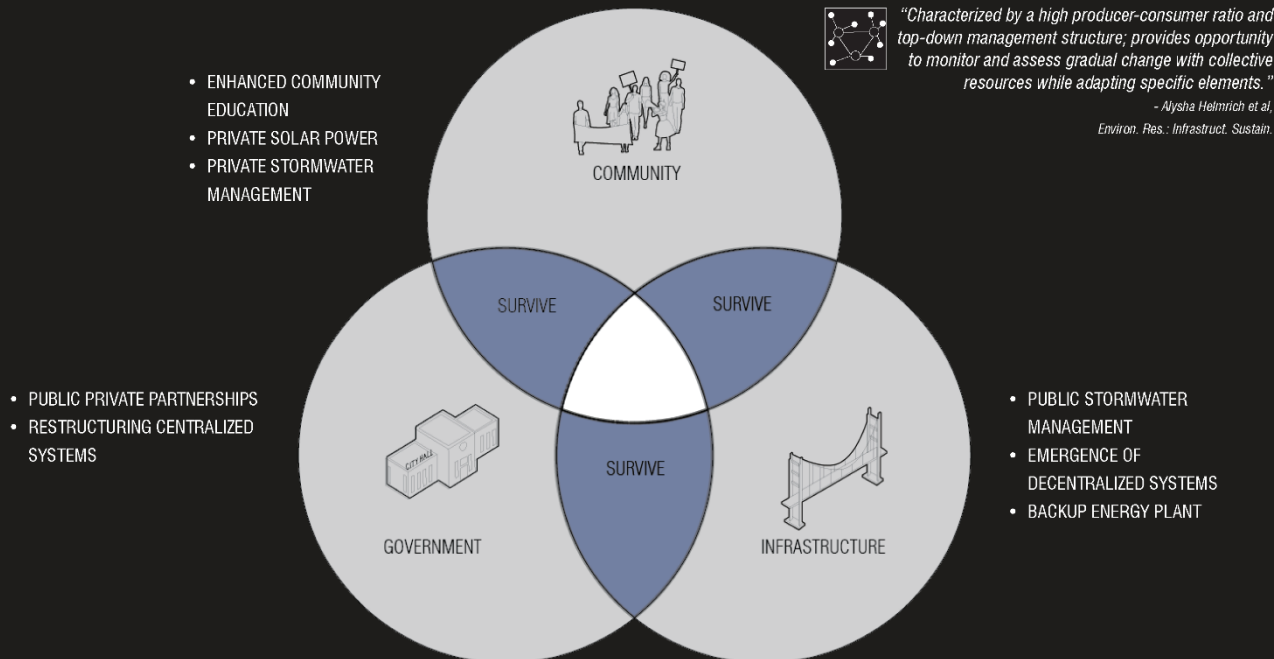 "Characterized by a high producer-consumer ratio and
top-down management structure; provides opportunity
to monitor and assess gradual change with collective
resources while adapting specific elements."
- Alysha Helmrich et al,
Environ. Res.: Infrastruct. Sustain.
• ENHANCED COMMUNITY
EDUCATION
• PRIVATE SOLAR POWER
• PRIVATE STORMWATER
MANAGEMENT
COMMUNITY
SURVIVE
SURVIVE
• PUBLIC PRIVATE PARTNERSHIPS
• RESTRUCTURING CENTRALIZED
SYSTEMS
CITY HALL
GOVERNMENT
SURVIVE
INFRASTRUCTURE
• PUBLIC STORMWATER
MANAGEMENT
• EMERGENCE OF
DECENTRALIZED SYSTEMS
• BACKUP ENERGY PLANT